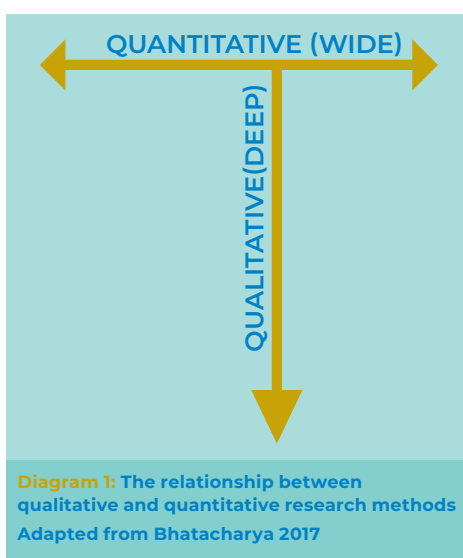 QUANTITATIVE (WIDE)
QUALITATIVE(DEEP)
Diagram 1: The relationship between
qualitative and quantitative research methods
Adapted from Bhatacharya 2017